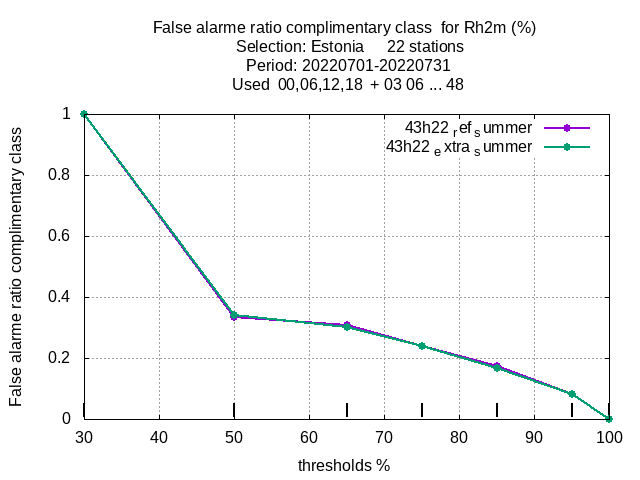 False alarme ratio complimentary class  for Rh2m (%)
Selection: Estonia     22 stations
Period: 20220701-20220731
Used  00,06,12,18  + 03 06 ... 48
43h22 ref summer
43h22 extra summer
False alarme ratio complimentary class
1
0.8
0.6
0.4
0.2
0
30 40 50 60 70 80 90 100
thresholds %